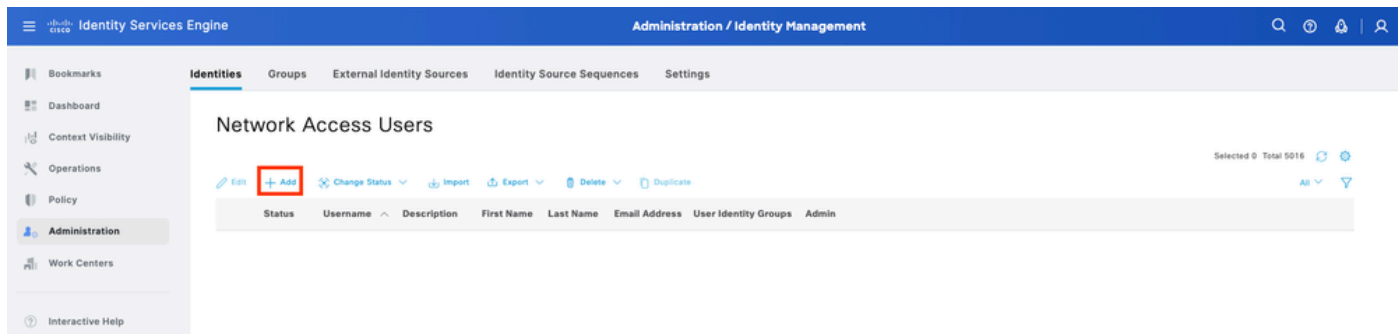 cisco Identity Services Engine
Administration / Identity Management
Bookmarks
Dashboard
Context Visibility
Operations
Policy
Administration
Work Centers
Interactive Help
Identities Groups External Identity Sources Identity Source Sequences Settings
Network Access Users
Selected 0 Total 5016
Edit Add Change Status Import Export Delete Duplicate
All
Status Username Description First Name Last Name Email Address User Identity Groups Admin